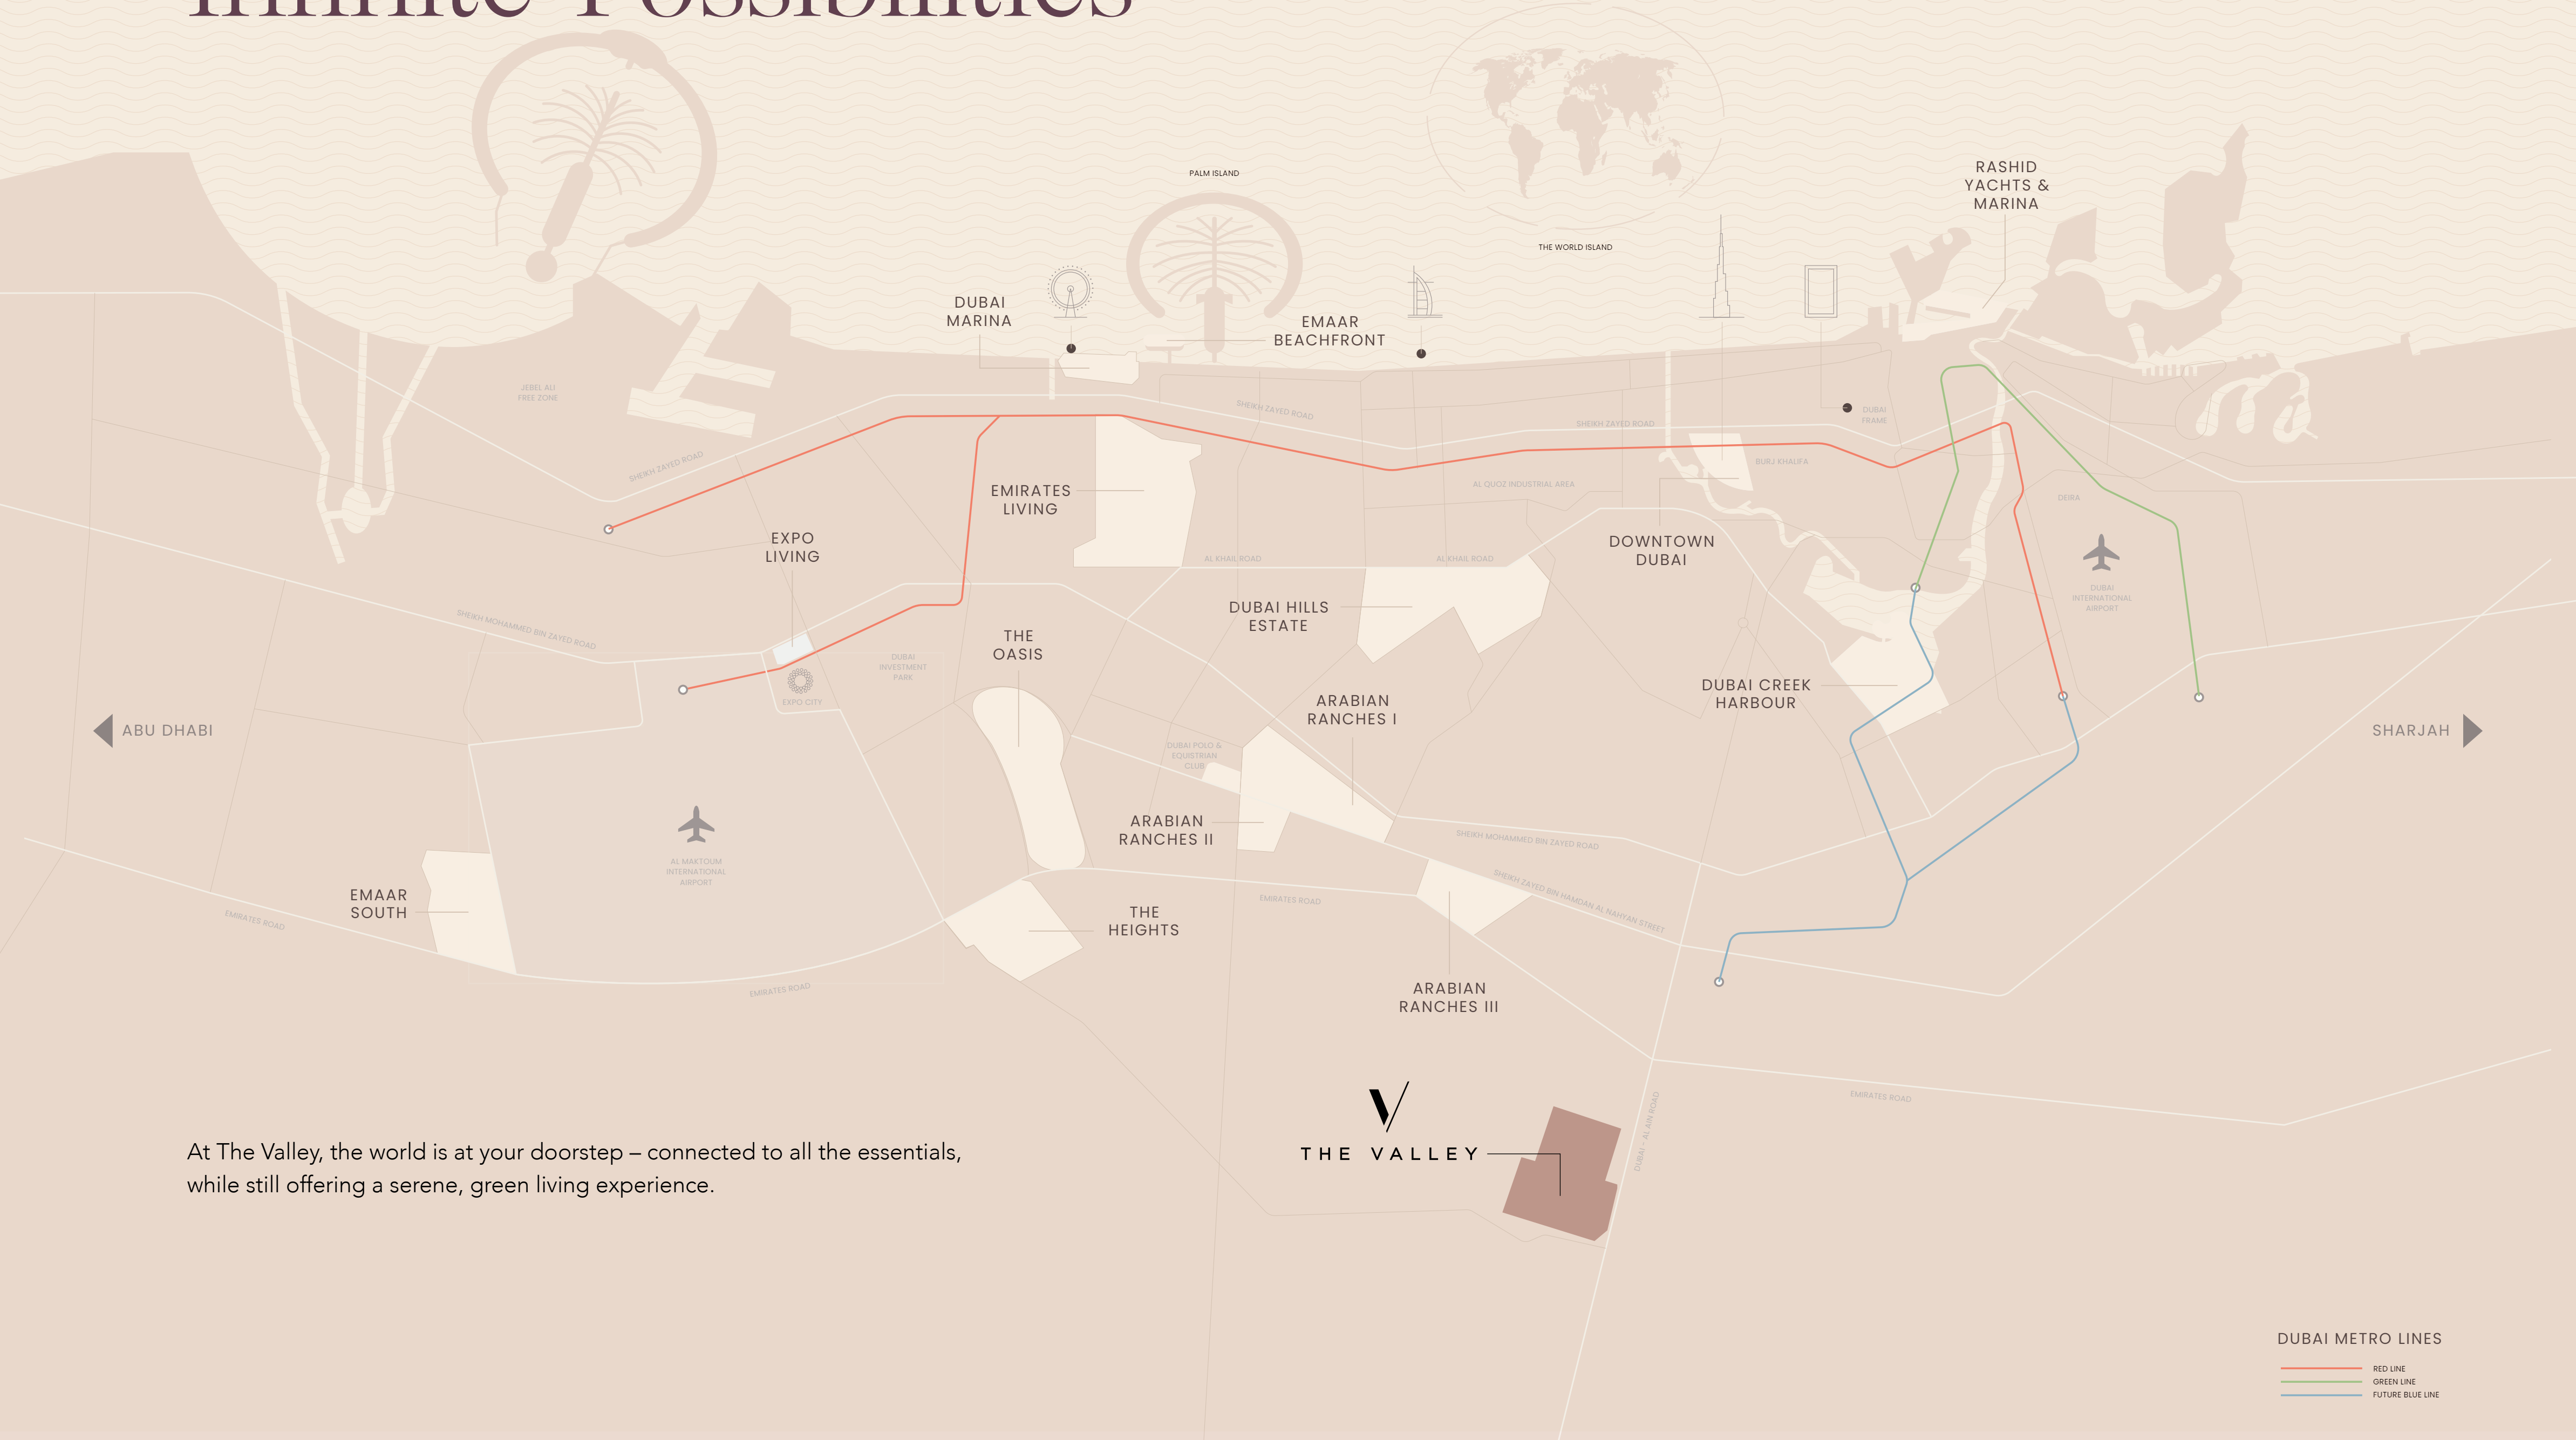 Infinite Possibilities
PALM ISLAND
THE WORLD ISLAND
RASHID
YACHTS &
MARINA
DUBAI
MARINA
EMAAR
BEACHFRONT
JEBEL ALI
FREE ZONE
SHEIKH ZAYED ROAD
SHEIKH ZAYED ROAD
SHEIKH ZAYED ROAD
DUBAI
FRAME
BURJ KHALIFA
AL QUOZ INDUSTRIAL AREA
DEIRA
EMIRATES
LIVING
EXPO
LIVING
DOWNTOWN
DUBAI
AL KHAIL ROAD
AL KHAIL ROAD
DUBAI
INTERNATIONAL
AIRPORT
SHEIKH MOHAMMED BIN ZAYED ROAD
DUBAI HILLS
ESTATE
THE
OASIS
DUBAI
INVESTMENT
PARK
EXPO CITY
DUBAI CREEK
HARBOUR
ARABIAN
RANCHES I
ABU DHABI
SHARJAH
DUBAI POLO &
EQUESTRIAN
CLUB
ARABIAN
RANCHES II
SHEIKH MOHAMMED BIN ZAYED ROAD
AL MAKTOUM
INTERNATIONAL
AIRPORT
SHEIKH ZAYED BIN HAMDAN AL NAHYAN STREET
EMAAR
SOUTH
EMIRATES ROAD
EMIRATES ROAD
THE
HEIGHTS
EMIRATES ROAD
ARABIAN
RANCHES III
EMIRATES ROAD
DUBAI - AL AIN ROAD
THE VALLEY
At The Valley, the world is at your doorstep – connected to all the essentials,
while still offering a serene, green living experience.
DUBAI METRO LINES
RED LINE
GREEN LINE
FUTURE BLUE LINE